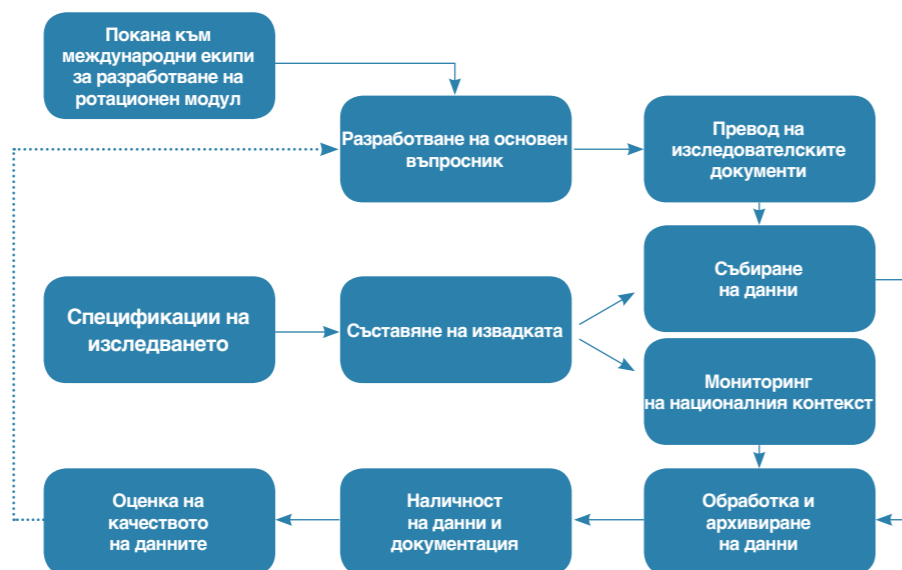 Покана към
международни екипи
за разработване на
ротационен модул
Разработване на основен
въпросник
Превод на
изследователските
документи
Събиране
на данни
Спецификации на
изследването
Съставяне на извадката
Мониторинг
на националния контекст
Оценка на
качеството
на данните
Наличност
на данни и
документация
Обработка и
архивиране
на данни